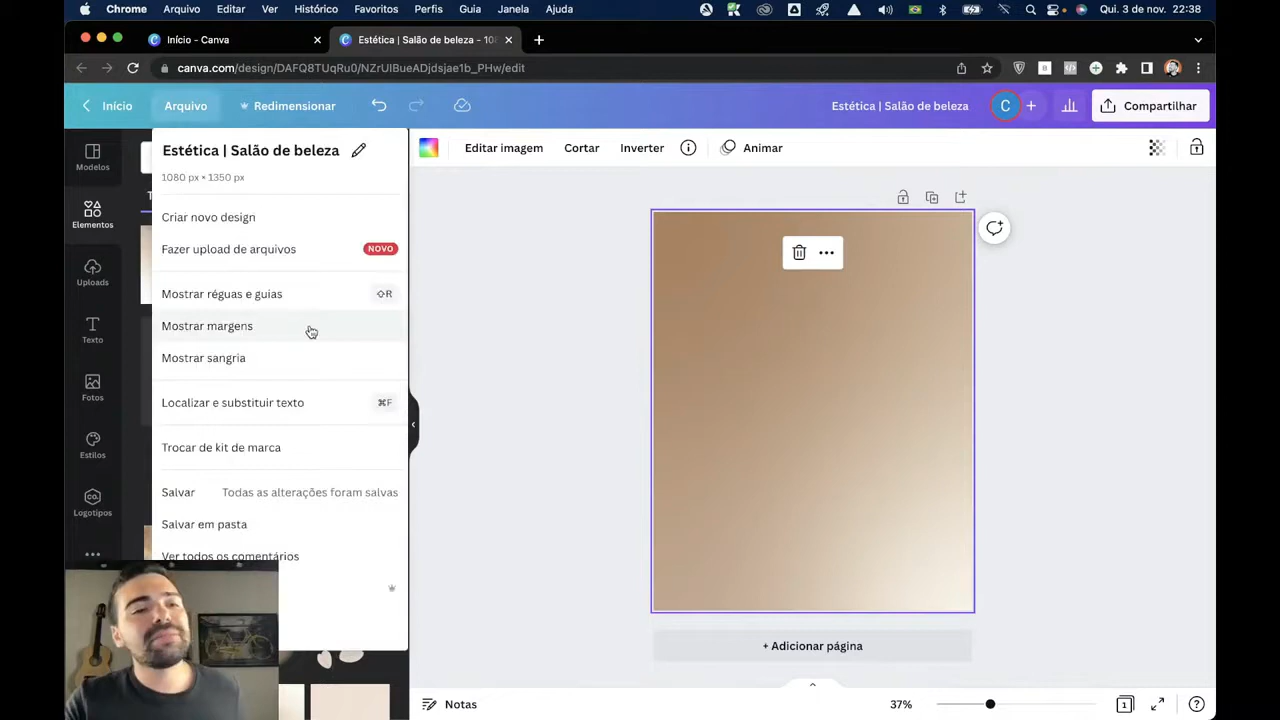 Chrome Arquivo Editar Ver Histórico Favoritos Perfis Guia Janela Ajuda Qui. 3 de nov. 22:38
Início - Canva
Estética | Salão de beleza - 108
canva.com/design/DAFQ8TUqRu0/NZrUIBueADjdsjae1b_PHw/edit
Início Arquivo Redimensionar Estética | Salão de beleza C Compartilhar
Estética | Salão de beleza
1080 px • 1350 px
Criar novo design
Fazer upload de arquivos NOVO
Mostrar réguas e guias ⇧R
Mostrar margens
Mostrar sangria
Localizar e substituir texto ⌘F
Trocar de kit de marca
Salvar Todas as alterações foram salvas
Salvar em pasta
Ver todos os comentários
Modelos
Elementos
Uploads
Texto
Fotos
Estilos
CO.
Logotipos
Editar imagem Cortar Inverter Animar
+ Adicionar página
Notas 37% 1